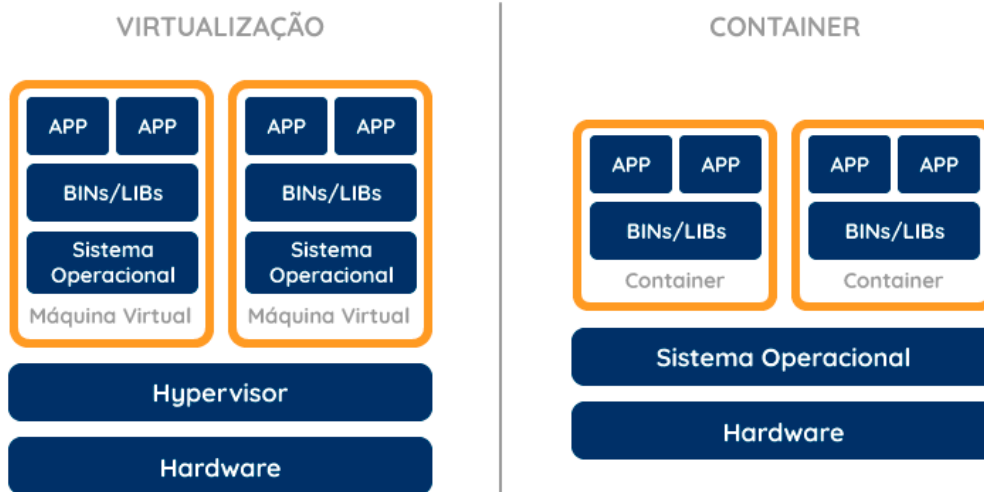 VIRTUALIZAÇÃO
APP APP
BINs/LIBs
Sistema
Operacional
Máquina Virtual
APP APP
BINs/LIBs
Sistema
Operacional
Máquina Virtual
Hypervisor
Hardware
CONTAINER
APP APP
BINs/LIBs
Container
APP APP
BINs/LIBs
Container
Sistema Operacional
Hardware